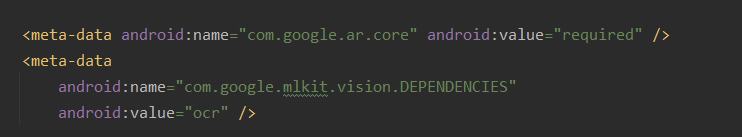 <meta-data android:name="com.google.ar.core" android:value="required" />
<meta-data
android:name="com.google.mlkit.vision.DEPENDENCIES"
android:value="ocr" />